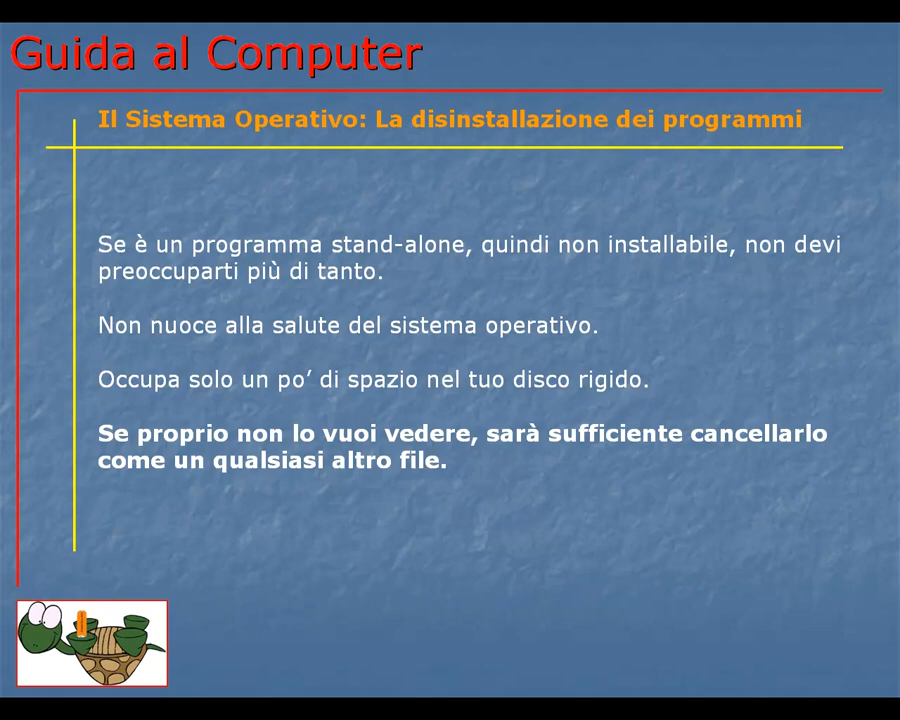 Guida al Computer
Il Sistema Operativo: La disinstallazione dei programmi
Se è un programma stand-alone, quindi non installabile, non devi
preoccuparti più di tanto.
Non nuoce alla salute del sistema operativo.
Occupa solo un po’ di spazio nel tuo disco rigido.
Se proprio non lo vuoi vedere, sarà sufficiente cancellarlo
come un qualsiasi altro file.